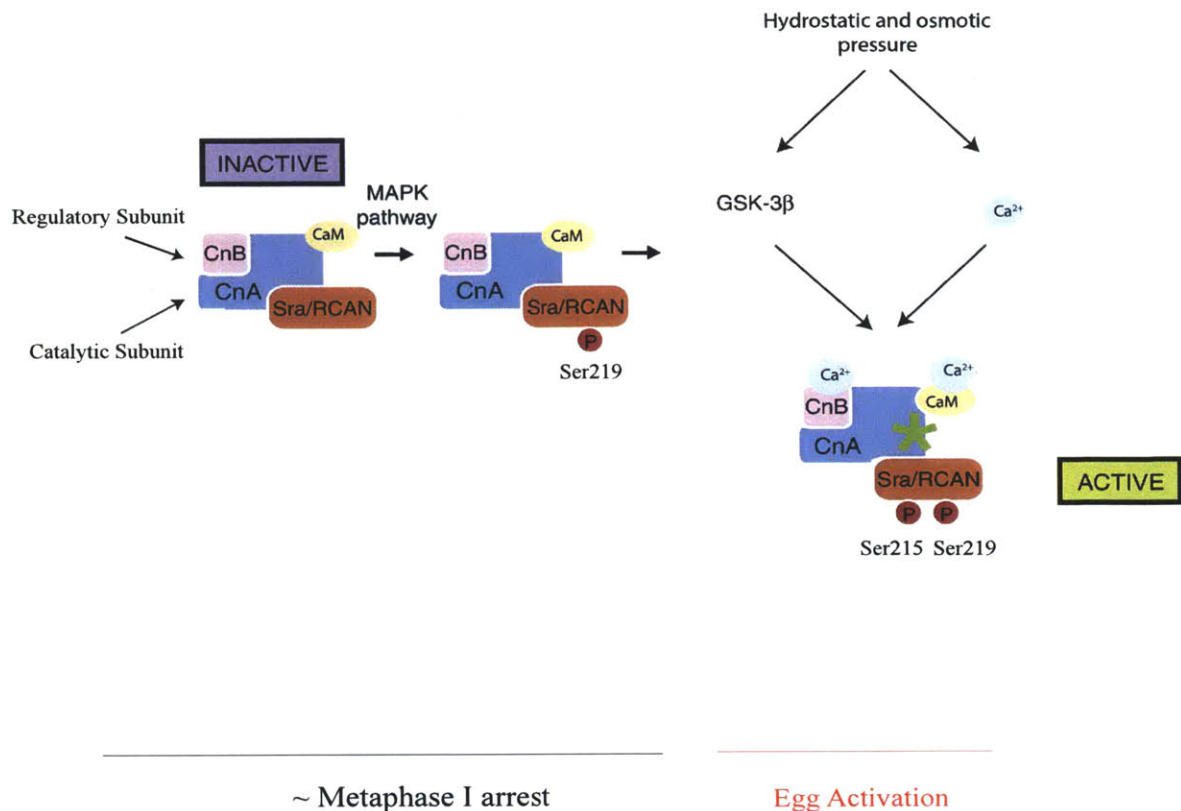 Hydrostatic and osmotic
pressure
INACTIVE
MAPK
pathway
Regulatory Subunit
CnB
CaM
CnA
Sra/RCAN
Catalytic Subunit
CnB
CaM
CnA
Sra/RCAN
P
Ser219
GSK-3β
Ca²⁺
Ca²⁺
Ca²⁺
CnB
CaM
CnA
Sra/RCAN
P P
Ser215 Ser219
ACTIVE
~ Metaphase I arrest
Egg Activation